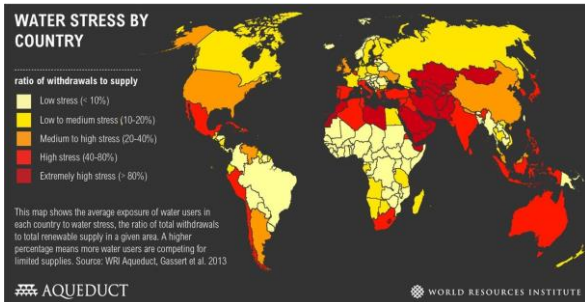 WATER STRESS BY
COUNTRY
ratio of withdrawals to supply
Low stress (< 10%)
Low to medium stress (10-20%)
Medium to high stress (20-40%)
High stress (40-80%)
Extremely high stress (> 80%)
This map shows the average exposure of water users in
each country to water stress, the ratio of total withdrawals
to total renewable supply in a given area. A higher
percentage means more water users are competing for
limited supplies. Source: WRI Aqueduct, Gassert et al. 2013
AQUEDUCT
WORLD RESOURCES INSTITUTE